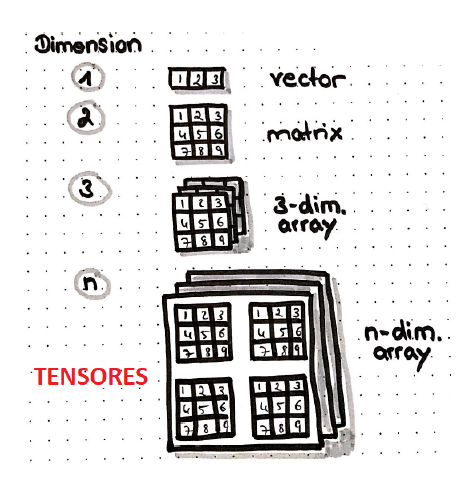 Dimension
1
1 2 3
vector
2
1 2 3
4 5 6
7 8 9
matrix
3
1 2 3
4 5 6
7 8 9
3-dim.
array
n
1 2 3 1 2 3
4 5 6 4 5 6
7 8 9 7 8 9
n-dim.
array
TENSORES
1 2 3 1 2 3
4 5 6 4 5 6
7 8 9 7 8 9